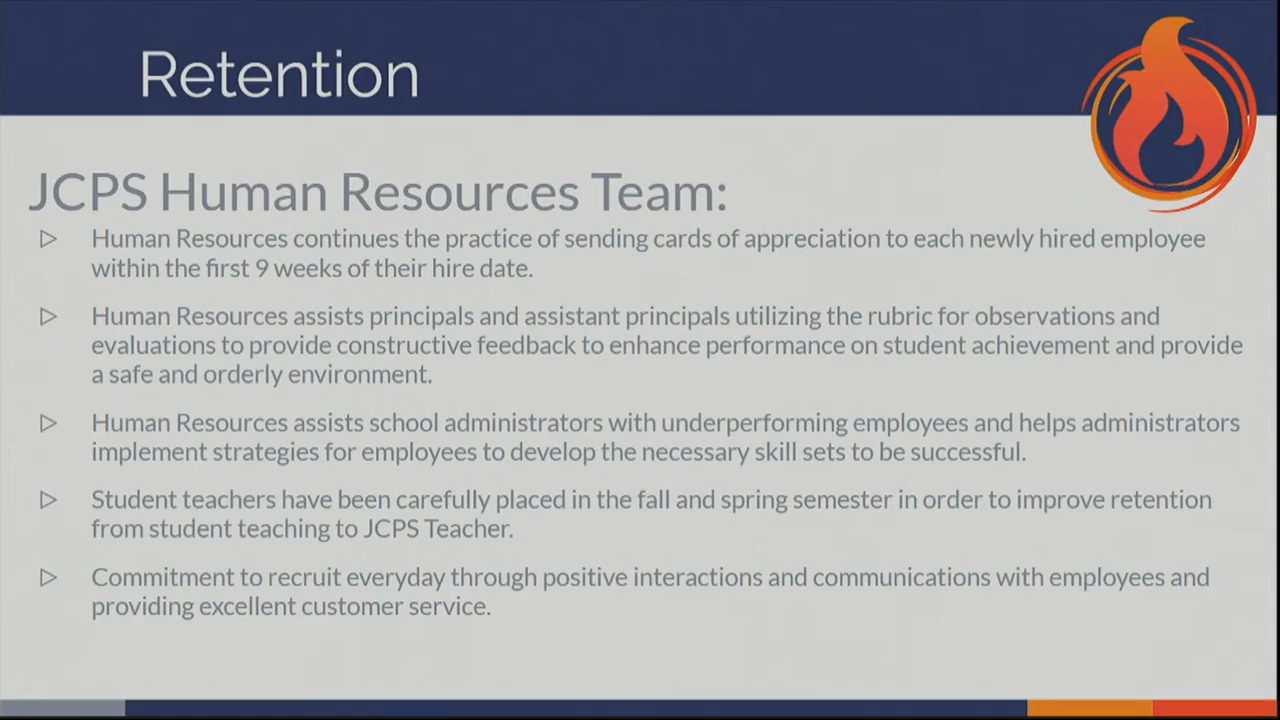 Retention
JCPS Human Resources Team:
Human Resources continues the practice of sending cards of appreciation to each newly hired employee
within the first 9 weeks of their hire date.
Human Resources assists principals and assistant principals utilizing the rubric for observations and
evaluations to provide constructive feedback to enhance performance on student achievement and provide
a safe and orderly environment.
Human Resources assists school administrators with underperforming employees and helps administrators
implement strategies for employees to develop the necessary skill sets to be successful.
Student teachers have been carefully placed in the fall and spring semester in order to improve retention
from student teaching to JCPS Teacher.
Commitment to recruit everyday through positive interactions and communications with employees and
providing excellent customer service.